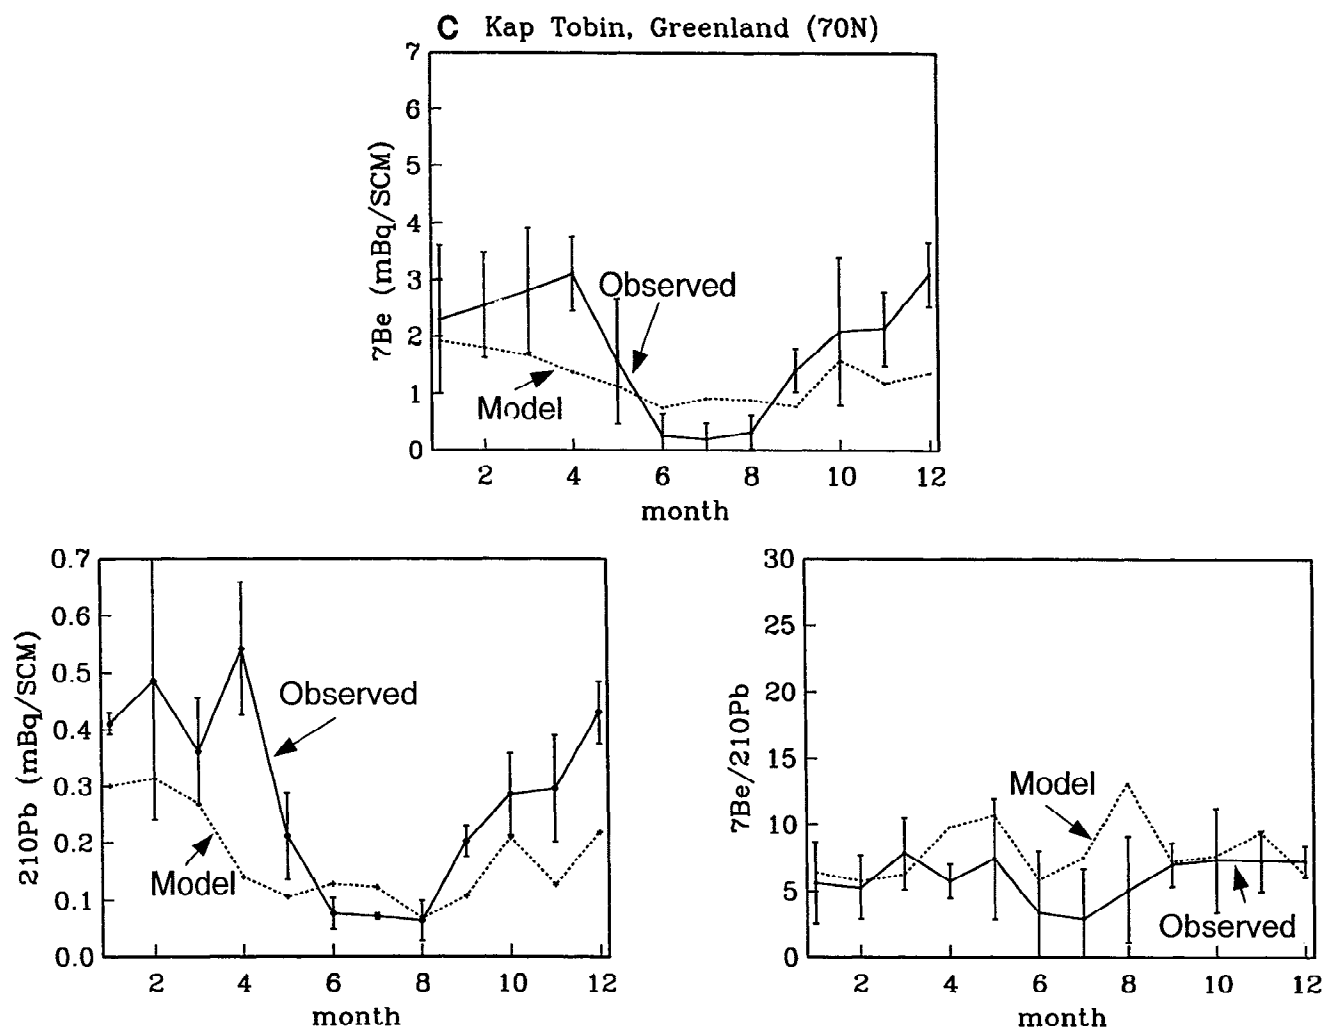 C Kap Tobin, Greenland (70N)
7
6
5
4
3
2
1
0
7Be (mBq/SCM)
Observed
Model
2 4 6 8 10 12
month
0.7
0.6
0.5
0.4
0.3
0.2
0.1
0.0
210Pb (mBq/SCM)
Observed
Model
2 4 6 8 10 12
month
30
25
20
15
10
5
0
7Be/210Pb
Model
Observed
2 4 6 8 10 12
month